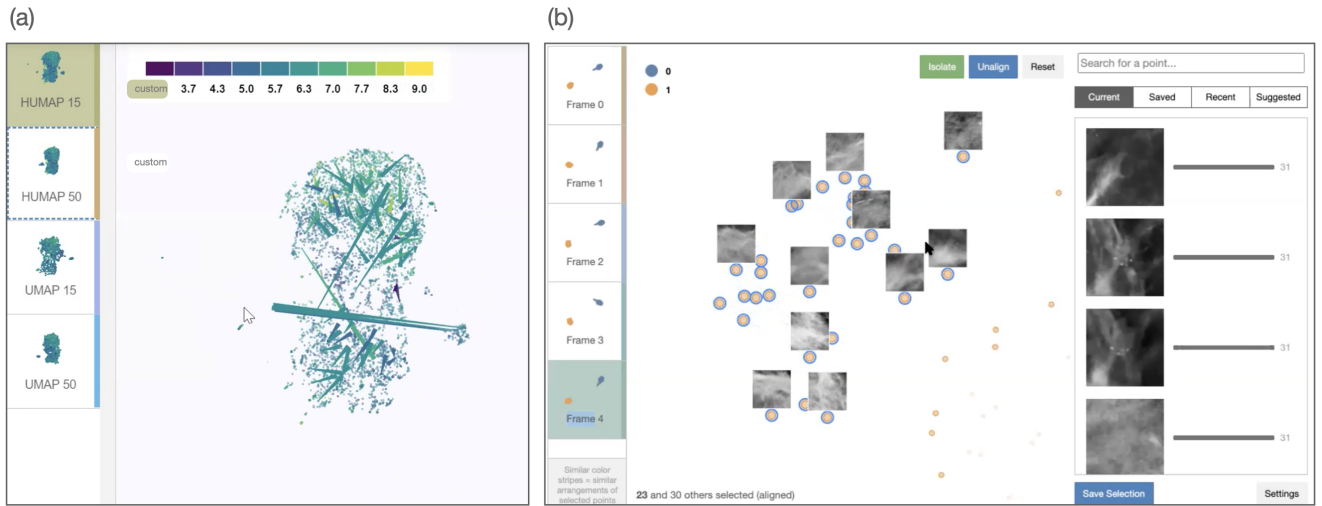 (a)
HUMAP 15
HUMAP 50
UMAP 15
UMAP 50
custom 3.7 4.3 5.0 5.7 6.3 7.0 7.7 8.3 9.0
custom
(b)
Frame 0
Frame 1
Frame 2
Frame 3
Frame 4
Similar color
stripes = similar
arrangements of
selected points
0
1
Isolate Unalign Reset
23 and 30 others selected (aligned)
Search for a point...
Current Saved Recent Suggested
31
31
31
31
Save Selection Settings